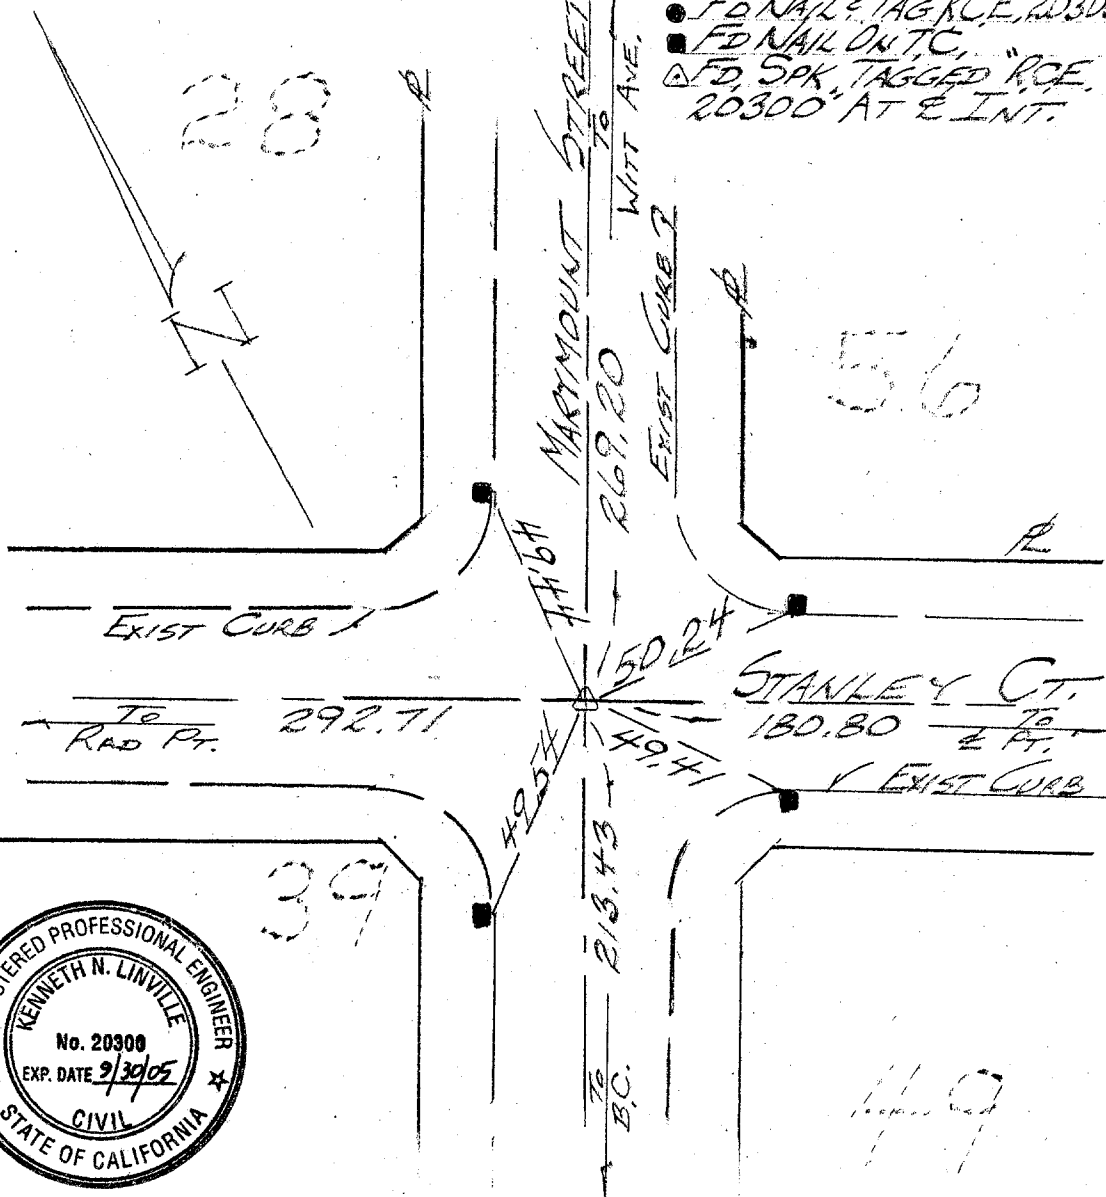 ● FD NAIL & TAG RCE, 20300
■ FD NAIL ON T.C.
△ FD. SPK. TAGGED "RCE.
20300" AT ℄ INT.
28
℄
MARYMOUNT STREET
TO
WITT AVE.
EXIST CURB
℄
N
56
269.20
49.44
EXIST CURB
℄
50.24
STANLEY CT.
TO
RAD PT.
292.71
180.80
TO
℄ PT.
49.41
EXIST CURB
49.54
213.43
39
TO
B.C.
49
REGISTERED PROFESSIONAL ENGINEER
KENNETH N. LINVILLE
No. 20300
EXP. DATE 9/30/05
CIVIL
STATE OF CALIFORNIA